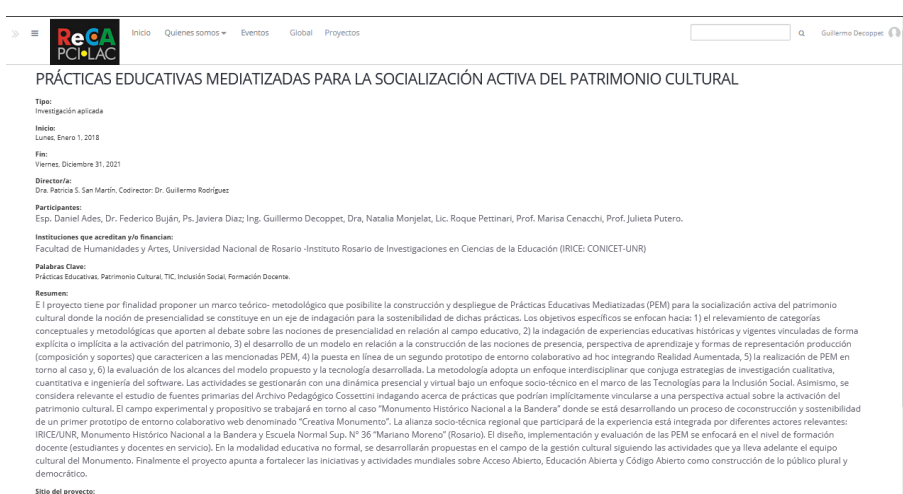 ReCA
PCI•LAC
Inicio Quienes somos Eventos Global Proyectos
Guillermo Decoppet
PRÁCTICAS EDUCATIVAS MEDIATIZADAS PARA LA SOCIALIZACIÓN ACTIVA DEL PATRIMONIO CULTURAL
Tipo:
Investigación aplicada
Inicio:
Lunes, Enero 1, 2018
Fin:
Viernes, Diciembre 31, 2021
Director/a:
Dra. Patricia S. San Martín, Codirector: Dr. Guillermo Rodríguez
Participantes:
Esp. Daniel Ades, Dr. Federico Buján, Ps. Javiera Diaz; Ing. Guillermo Decoppet, Dra, Natalia Monjelat, Lic. Roque Pettinari, Prof. Marisa Cenacchi, Prof. Julieta Putero.
Instituciones que acreditan y/o financian:
Facultad de Humanidades y Artes, Universidad Nacional de Rosario -Instituto Rosario de Investigaciones en Ciencias de la Educación (IRICE: CONICET-UNR)
Palabras Clave:
Prácticas Educativas, Patrimonio Cultural, TIC, Inclusión Social, Formación Docente.
Resumen:
E l proyecto tiene por finalidad proponer un marco teórico- metodológico que posibilite la construcción y despliegue de Prácticas Educativas Mediatizadas (PEM) para la socialización activa del patrimonio
cultural donde la noción de presencialidad se constituye en un eje de indagación para la sostenibilidad de dichas prácticas. Los objetivos específicos se enfocan hacia: 1) el relevamiento de categorías
conceptuales y metodológicas que aporten al debate sobre las nociones de presencialidad en relación al campo educativo, 2) la indagación de experiencias educativas históricas y vigentes vinculadas de forma
explícita o implícita a la activación del patrimonio, 3) el desarrollo de un modelo en relación a la construcción de las nociones de presencia, perspectiva de aprendizaje y formas de representación producción
(composición y soportes) que caractericen a las mencionadas PEM, 4) la puesta en línea de un segundo prototipo de entorno colaborativo ad hoc integrando Realidad Aumentada, 5) la realización de PEM en
torno al caso y, 6) la evaluación de los alcances del modelo propuesto y la tecnología desarrollada. La metodología adopta un enfoque interdisciplinar que conjuga estrategias de investigación cualitativa,
cuantitativa e ingeniería del software. Las actividades se gestionarán con una dinámica presencial y virtual bajo un enfoque socio-técnico en el marco de las Tecnologías para la Inclusión Social. Asimismo, se
considera relevante el estudio de fuentes primarias del Archivo Pedagógico Cossettini indagando acerca de prácticas que podrían implícitamente vincularse a una perspectiva actual sobre la activación del
patrimonio cultural. El campo experimental y propositivo se trabajará en torno al caso "Monumento Histórico Nacional a la Bandera" donde se está desarrollando un proceso de coconstrucción y sostenibilidad
de un primer prototipo de entorno colaborativo web denominado "Creativa Monumento". La alianza socio-técnica regional que participará de la experiencia está integrada por diferentes actores relevantes:
IRICE/UNR, Monumento Histórico Nacional a la Bandera y Escuela Normal Sup. N° 36 "Mariano Moreno" (Rosario). El diseño, implementación y evaluación de las PEM se enfocará en el nivel de formación
docente (estudiantes y docentes en servicio). En la modalidad educativa no formal, se desarrollarán propuestas en el campo de la gestión cultural siguiendo las actividades que ya lleva adelante el equipo
cultural del Monumento. Finalmente el proyecto apunta a fortalecer las iniciativas y actividades mundiales sobre Acceso Abierto, Educación Abierta y Código Abierto como construcción de lo público plural y
democrático.
Sitio del proyecto: